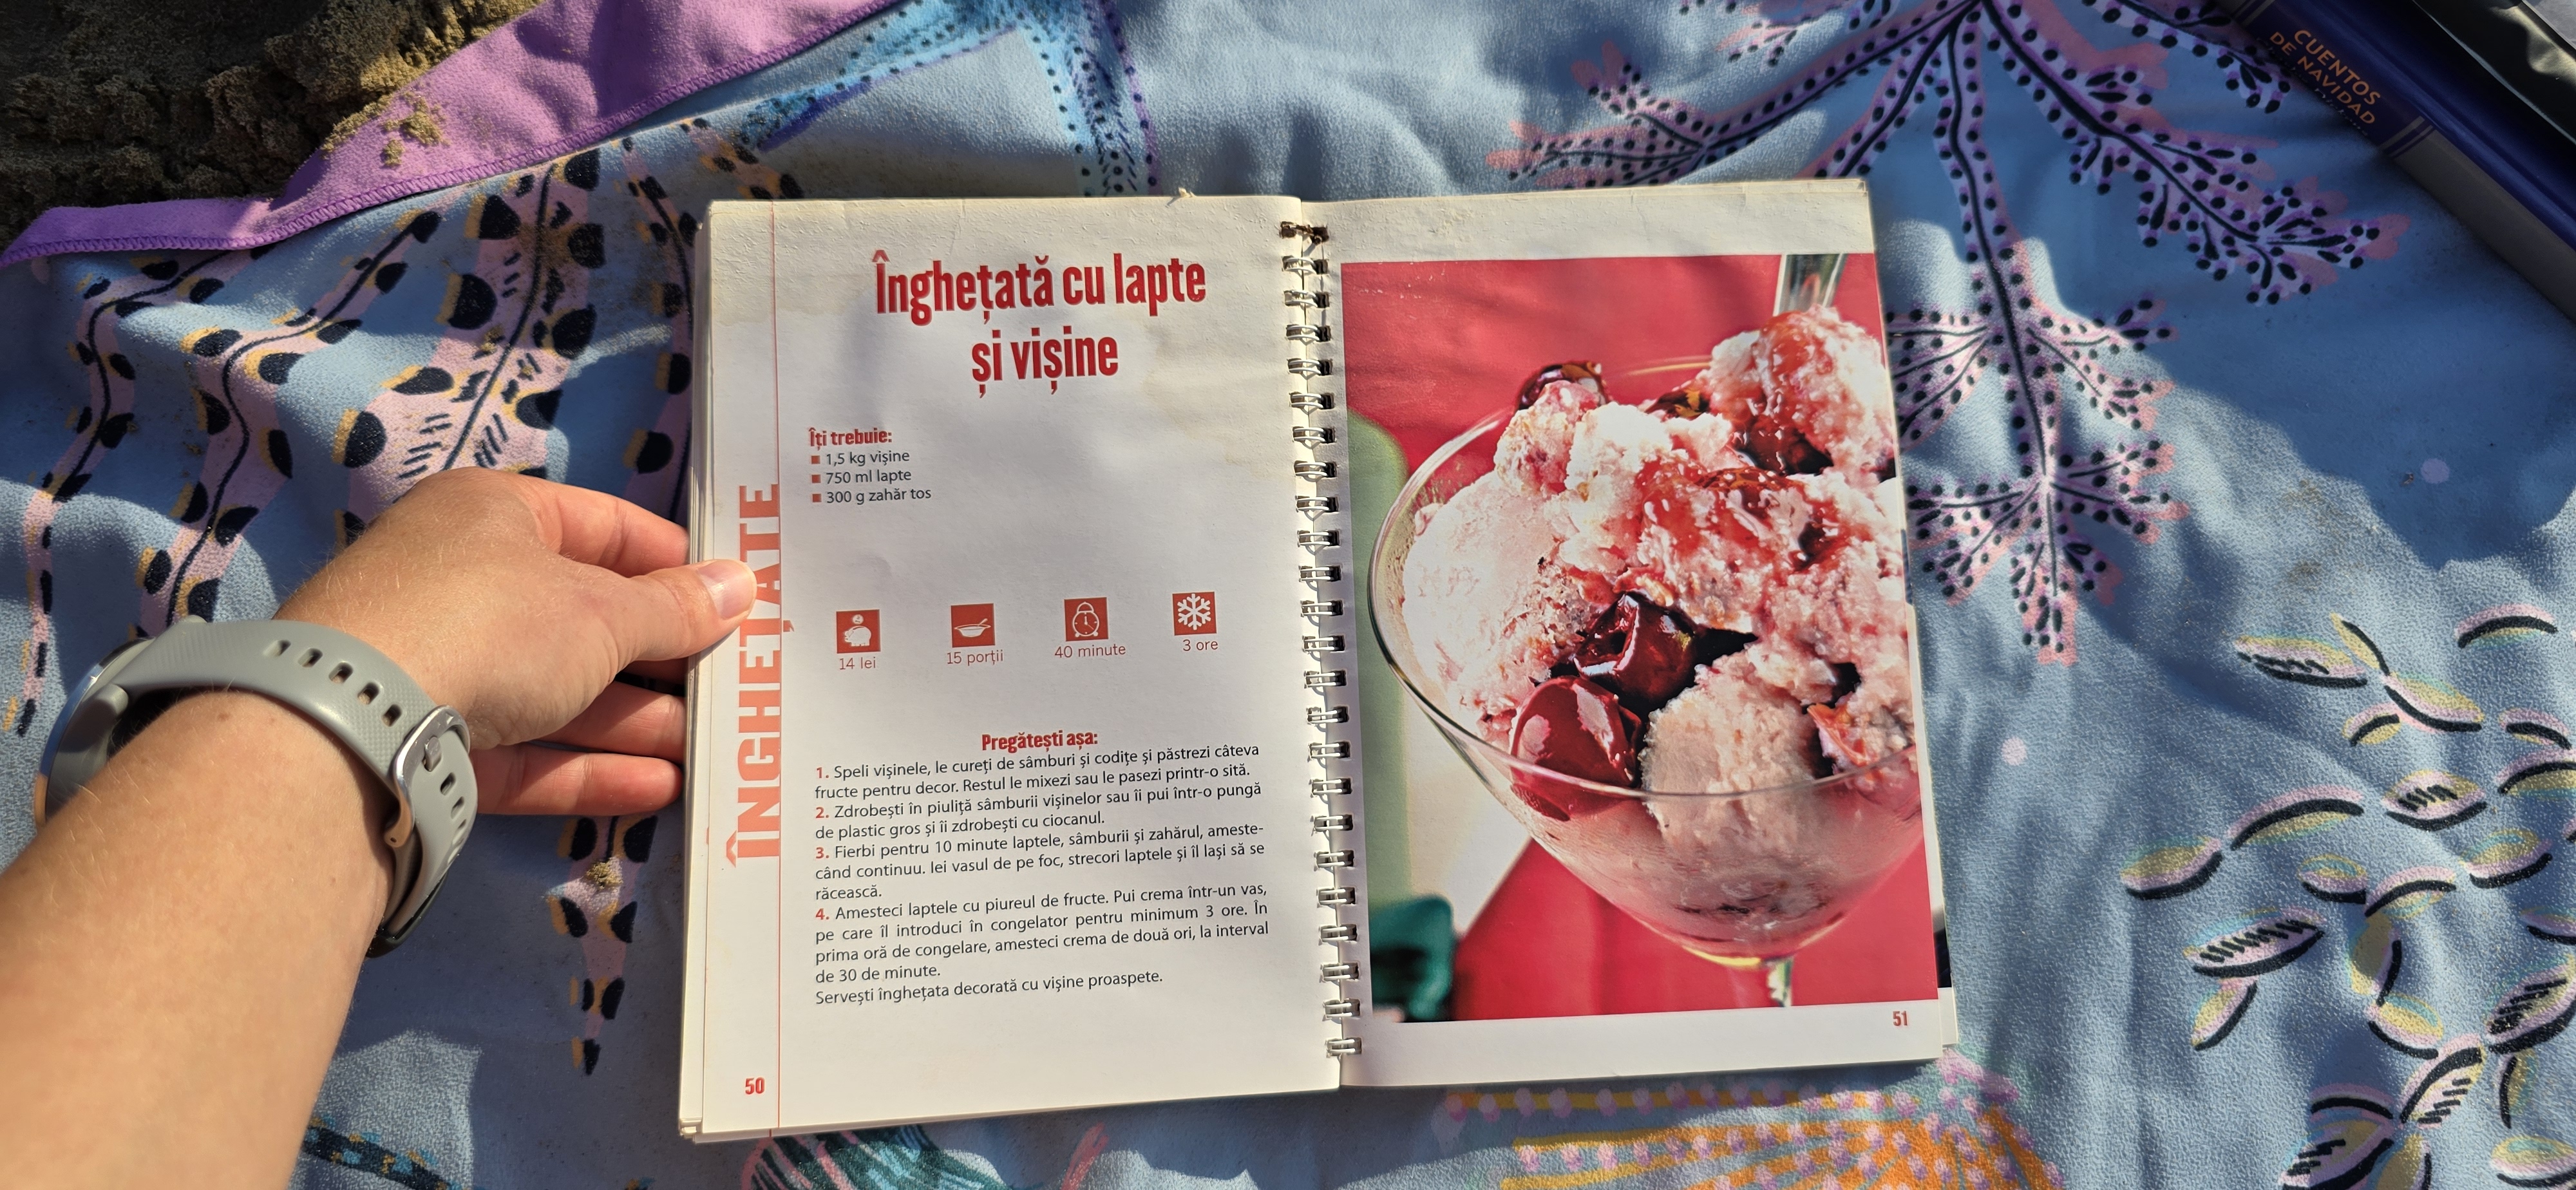 CUENTOS
DE NAVIDAD
Înghețată cu lapte
și vișine
Îți trebuie:
■ 1,5 kg vișine
■ 750 ml lapte
■ 300 g zahăr tos
ÎNGHEȚATE
14 lei
15 porții
40 minute
3 ore
Pregătești așa:
1. Speli vișinele, le cureți de sâmburi și codițe și păstrezi câteva
fructe pentru decor. Restul le mixezi sau le pasezi printr-o sită.
2. Zdrobești în piuliță sâmburii vișinelor sau îi pui într-o pungă
de plastic gros și îi zdrobești cu ciocanul.
3. Fierbi pentru 10 minute laptele, sâmburii și zahărul, ameste-
când continuu. Iei vasul de pe foc, strecori laptele și îl lași să se
răcească.
4. Amesteci laptele cu piureul de fructe. Pui crema într-un vas,
pe care îl introduci în congelator pentru minimum 3 ore. În
prima oră de congelare, amesteci crema de două ori, la interval
de 30 de minute.
Servești înghețata decorată cu vișine proaspete.
50
51